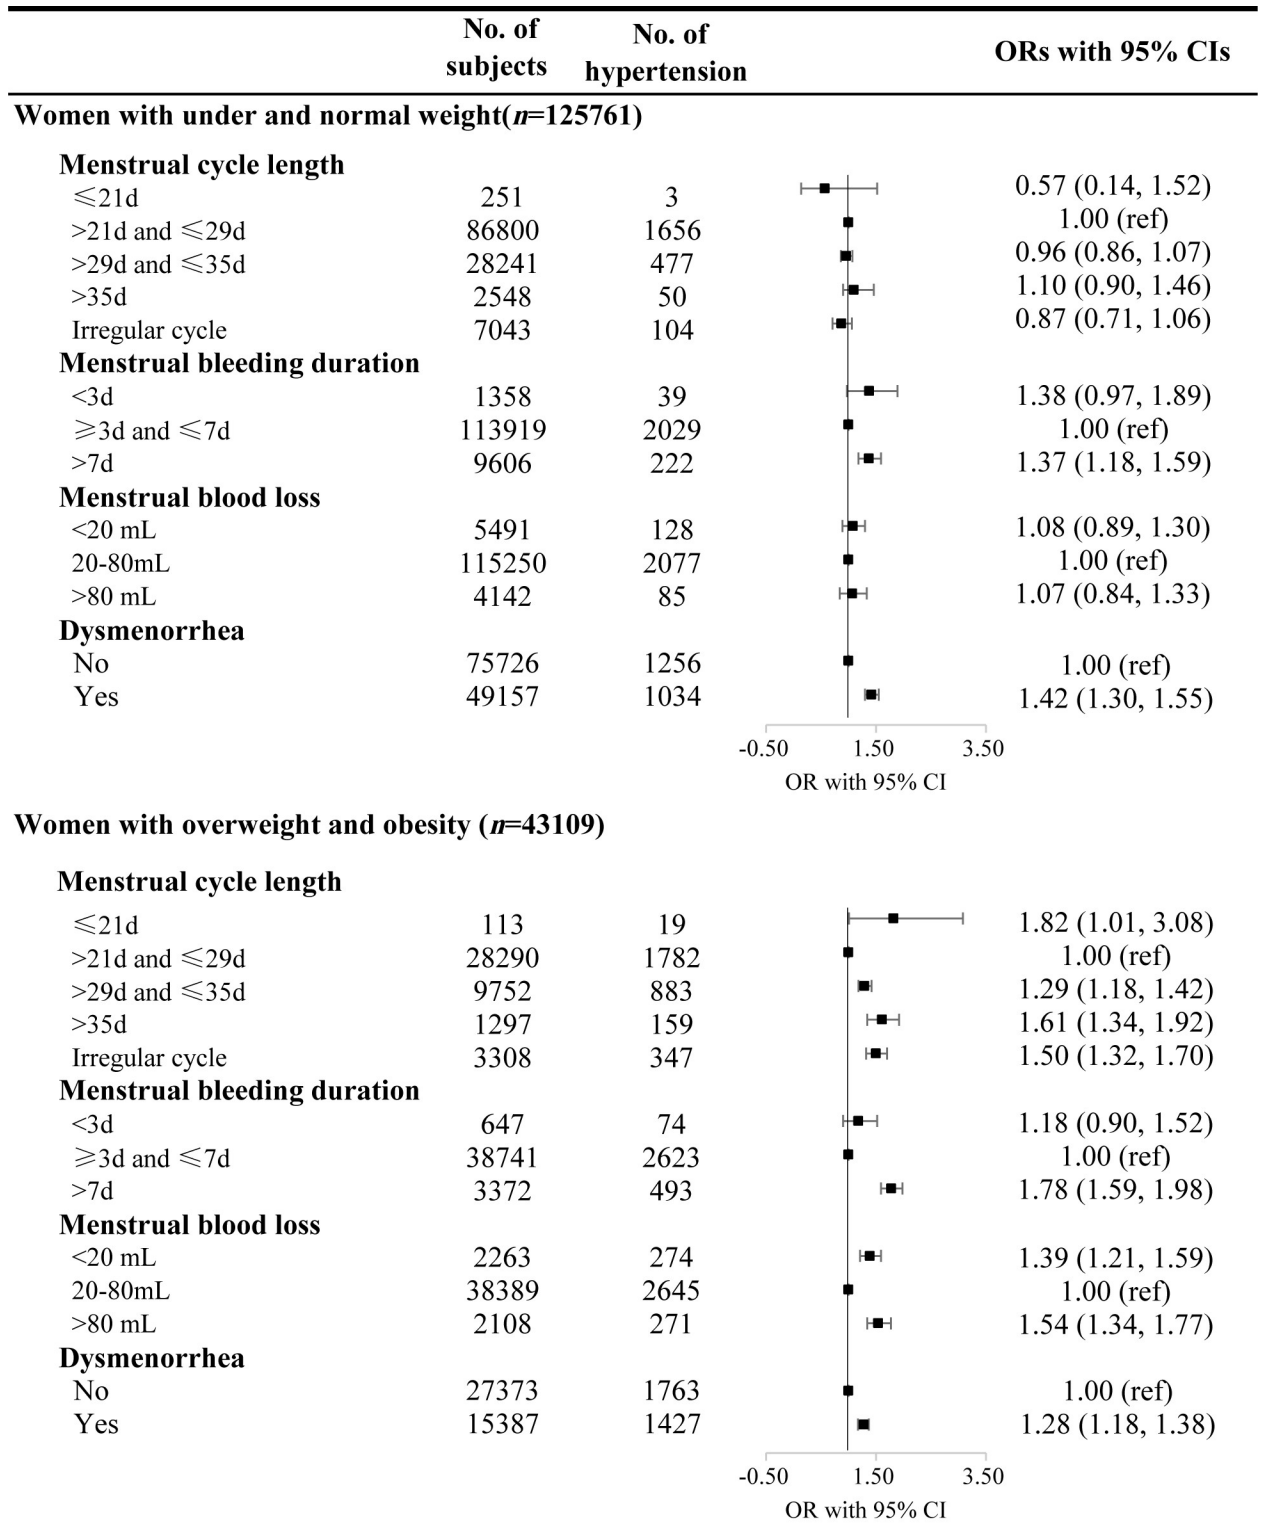 No. of subjects No. of hypertension ORs with 95% CIs
Women with under and normal weight(n=125761)
Menstrual cycle length
≤21d 251 3 0.57 (0.14, 1.52)
>21d and ≤29d 86800 1656 1.00 (ref)
>29d and ≤35d 28241 477 0.96 (0.86, 1.07)
>35d 2548 50 1.10 (0.90, 1.46)
Irregular cycle 7043 104 0.87 (0.71, 1.06)
Menstrual bleeding duration
<3d 1358 39 1.38 (0.97, 1.89)
≥3d and ≤7d 113919 2029 1.00 (ref)
>7d 9606 222 1.37 (1.18, 1.59)
Menstrual blood loss
<20 mL 5491 128 1.08 (0.89, 1.30)
20-80mL 115250 2077 1.00 (ref)
>80 mL 4142 85 1.07 (0.84, 1.33)
Dysmenorrhea
No 75726 1256 1.00 (ref)
Yes 49157 1034 1.42 (1.30, 1.55)
-0.50 1.50 3.50
OR with 95% CI
Women with overweight and obesity (n=43109)
Menstrual cycle length
≤21d 113 19 1.82 (1.01, 3.08)
>21d and ≤29d 28290 1782 1.00 (ref)
>29d and ≤35d 9752 883 1.29 (1.18, 1.42)
>35d 1297 159 1.61 (1.34, 1.92)
Irregular cycle 3308 347 1.50 (1.32, 1.70)
Menstrual bleeding duration
<3d 647 74 1.18 (0.90, 1.52)
≥3d and ≤7d 38741 2623 1.00 (ref)
>7d 3372 493 1.78 (1.59, 1.98)
Menstrual blood loss
<20 mL 2263 274 1.39 (1.21, 1.59)
20-80mL 38389 2645 1.00 (ref)
>80 mL 2108 271 1.54 (1.34, 1.77)
Dysmenorrhea
No 27373 1763 1.00 (ref)
Yes 15387 1427 1.28 (1.18, 1.38)
-0.50 1.50 3.50
OR with 95% CI